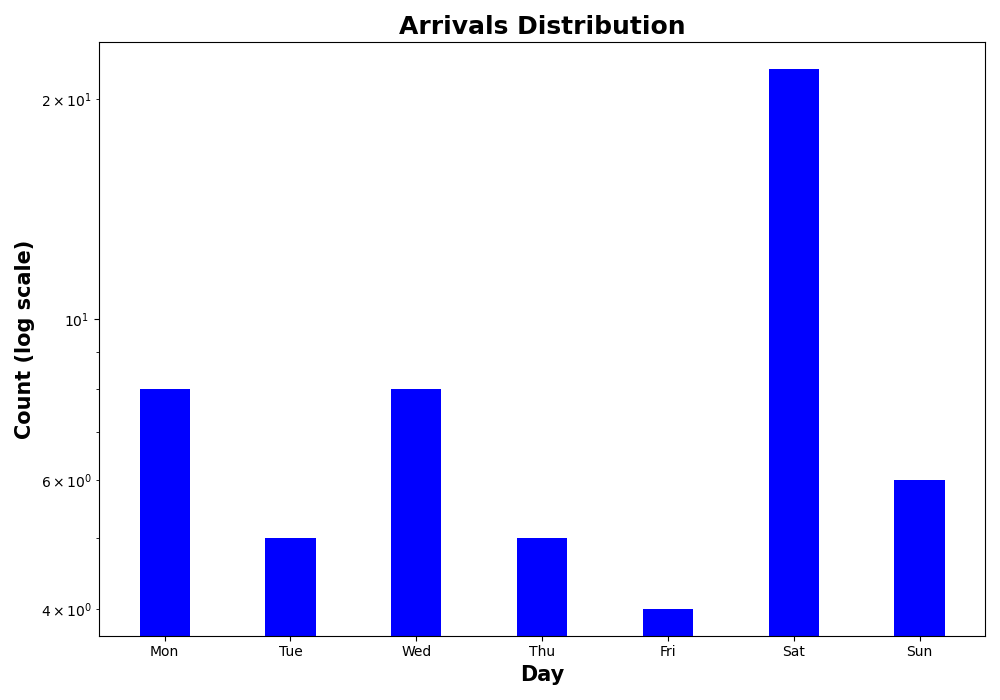 Arrivals Distribution
Count (log scale)
2 × 10¹
10¹
6 × 10⁰
4 × 10⁰
Mon Tue Wed Thu Fri Sat Sun
Day